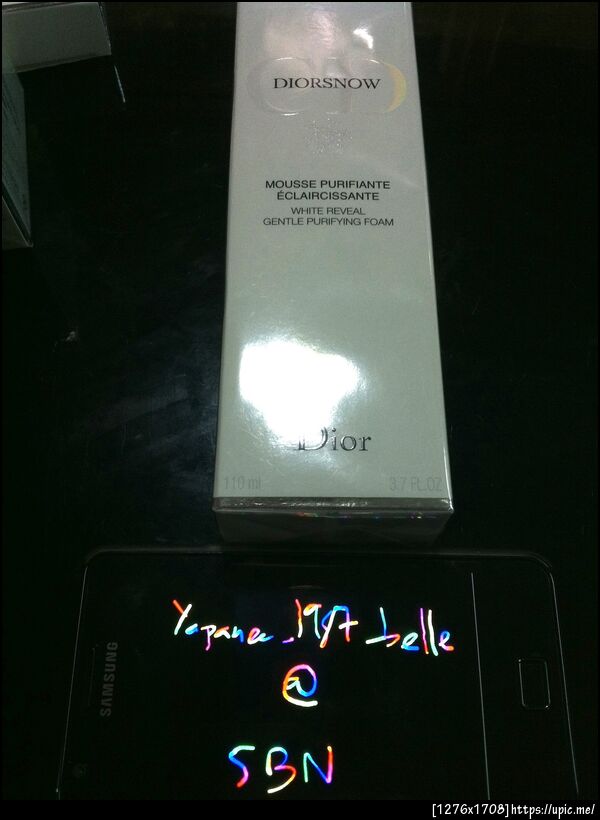 DIORSNOW
MOUSSE PURIFIANTE
ÉCLAIRCISSANTE
WHITE REVEAL
GENTLE PURIFYING FOAM
Dior
110 ml 3.7 FL.OZ
SAMSUNG
@
SBN
[1276x1708]https://upic.me/